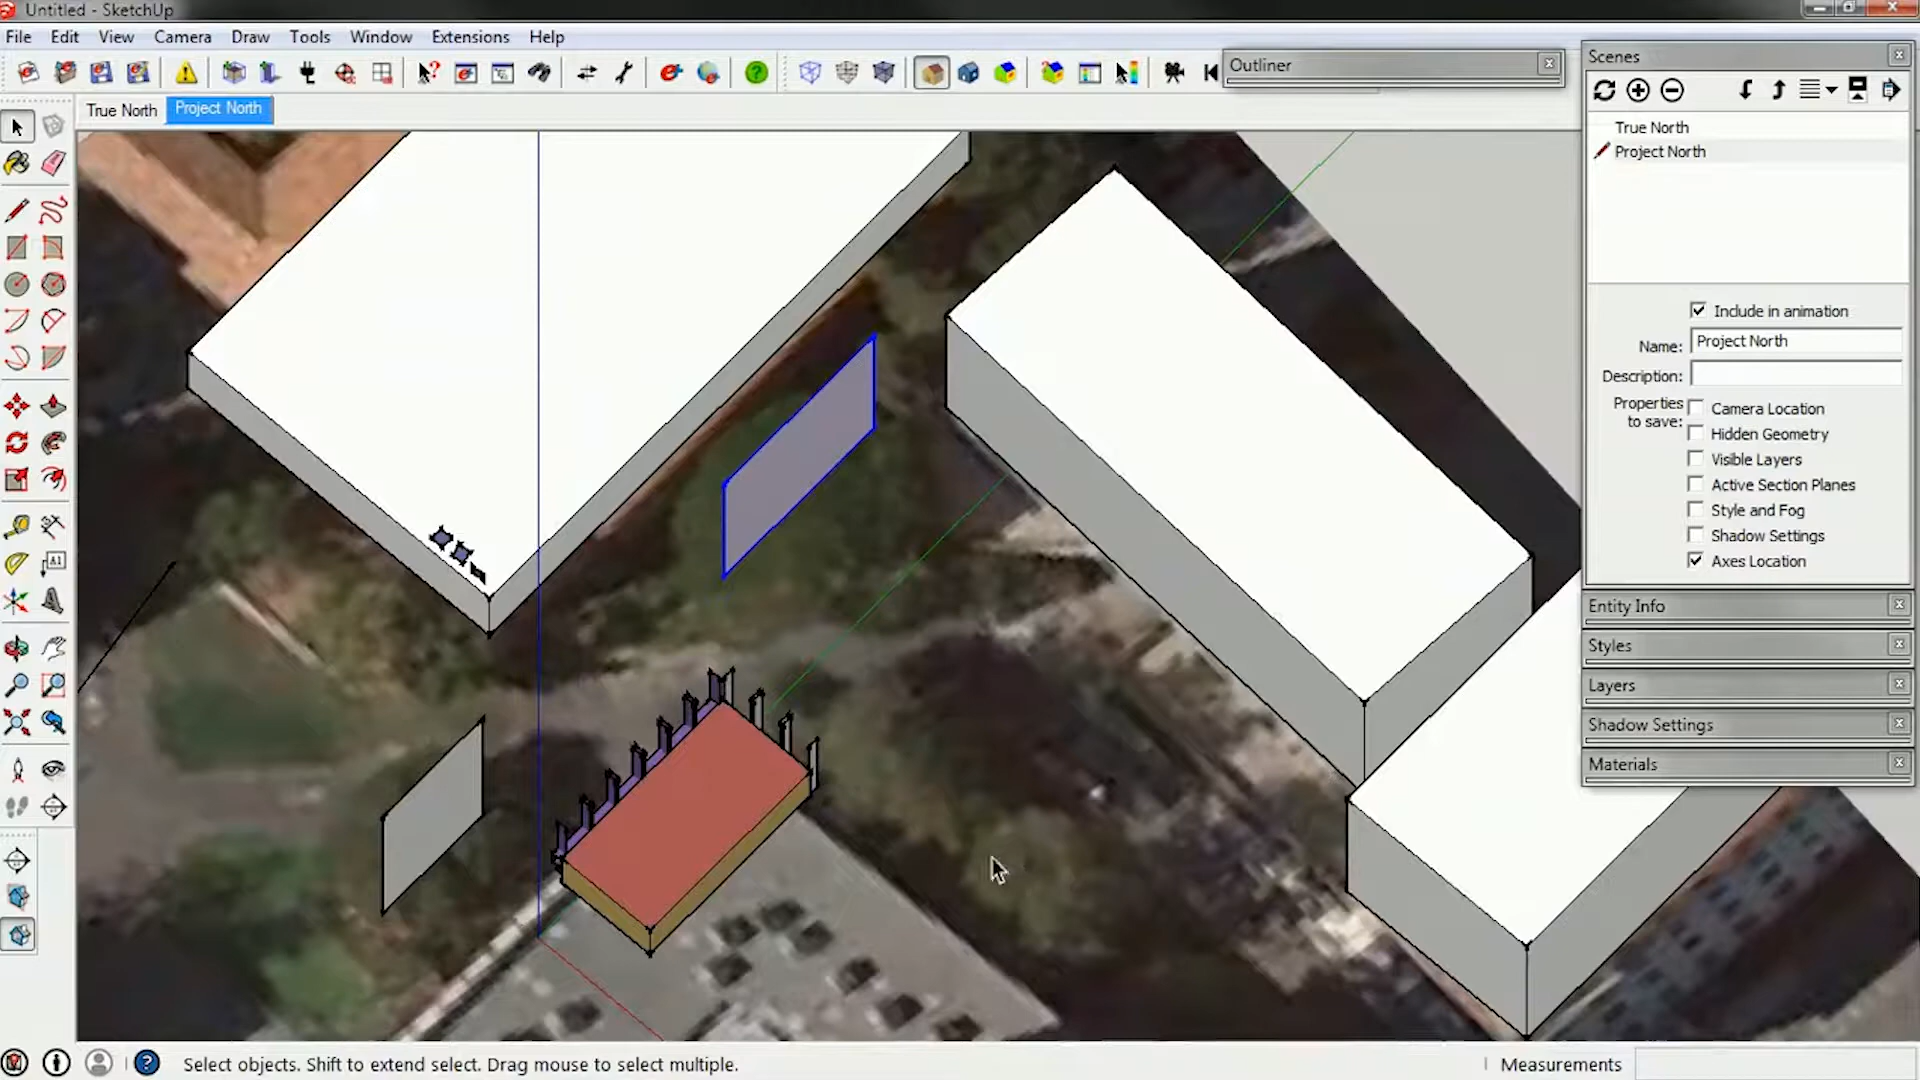 Untitled - SketchUp
File Edit View Camera Draw Tools Window Extensions Help
Outliner
True North Project North
Scenes
True North
Project North
Include in animation
Name: Project North
Description:
Properties to save:
Camera Location
Hidden Geometry
Visible Layers
Active Section Planes
Style and Fog
Shadow Settings
Axes Location
Entity Info
Styles
Layers
Shadow Settings
Materials
Select objects. Shift to extend select. Drag mouse to select multiple.
Measurements